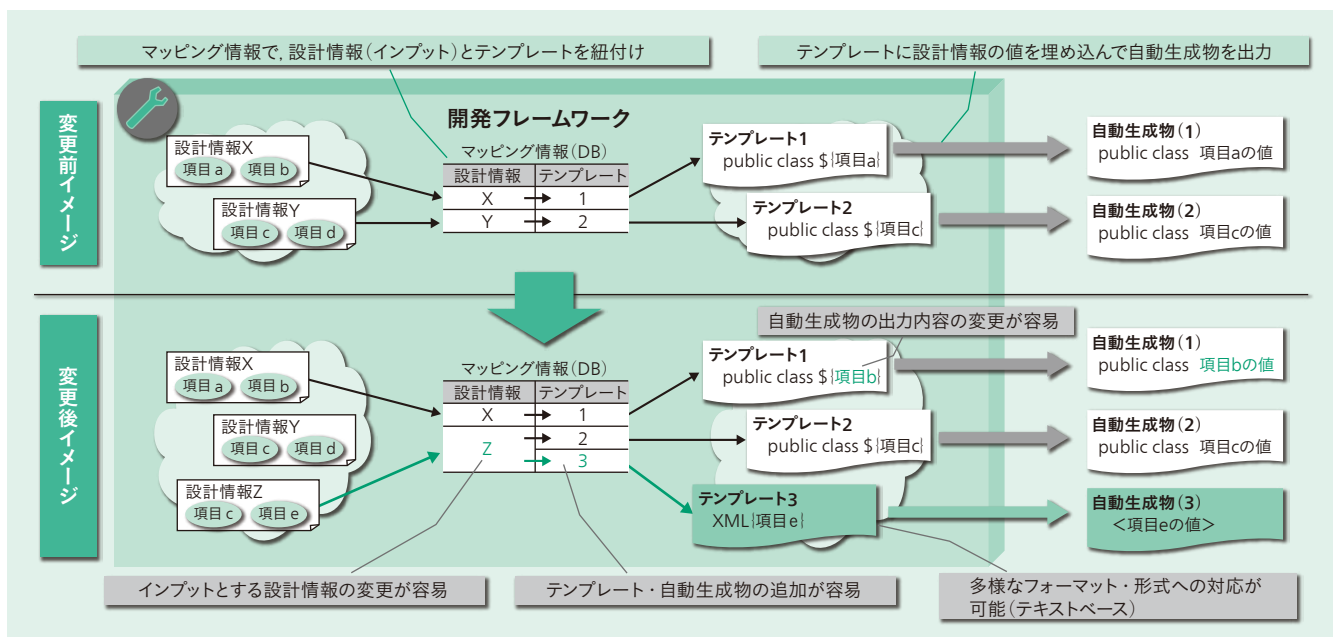 マッピング情報で，設計情報（インプット）とテンプレートを紐付け
テンプレートに設計情報の値を埋め込んで自動生成物を出力
変更前イメージ
開発フレームワーク
設計情報X
項目a 項目b
設計情報Y
項目c 項目d
マッピング情報（DB）
設計情報 テンプレート
X 1
Y 2
テンプレート1
public class ${項目a}
テンプレート2
public class ${項目c}
自動生成物（1）
public class 項目aの値
自動生成物（2）
public class 項目cの値
変更後イメージ
設計情報X
項目a 項目b
設計情報Y
項目c 項目d
設計情報Z
項目c 項目e
マッピング情報（DB）
設計情報 テンプレート
X 1
Z 2
3
自動生成物の出力内容の変更が容易
テンプレート1
public class ${項目b}
テンプレート2
public class ${項目c}
テンプレート3
XML{項目e}
自動生成物（1）
public class 項目bの値
自動生成物（2）
public class 項目cの値
自動生成物（3）
＜項目eの値＞
インプットとする設計情報の変更が容易
テンプレート・自動生成物の追加が容易
多様なフォーマット・形式への対応が
可能（テキストベース）